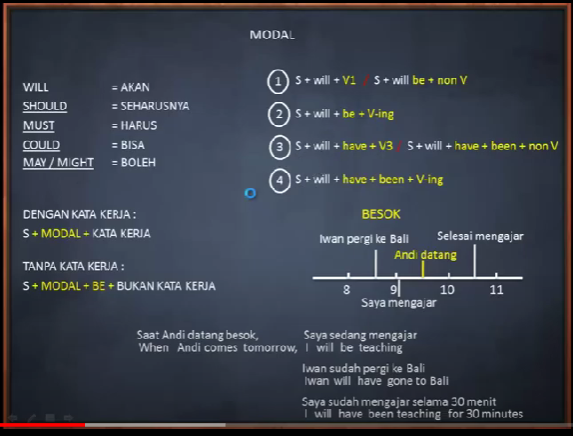 MODAL
WILL = AKAN
SHOULD = SEHARUSNYA
MUST = HARUS
COULD = BISA
MAY / MIGHT = BOLEH
1 S + will + V1 / S + will be + non V
2 S + will + be + V-ing
3 S + will + have + V3 / S + will + have + been + non V
4 S + will + have + been + V-ing
DENGAN KATA KERJA :
S + MODAL + KATA KERJA
TANPA KATA KERJA :
S + MODAL + BE + BUKAN KATA KERJA
BESOK
Iwan pergi ke Bali Selesai mengajar
Andi datang
8 9 10 11
Saya mengajar
Saat Andi datang besok, Saya sedang mengajar
When Andi comes tomorrow, I will be teaching
Iwan sudah pergi ke Bali
Iwan will have gone to Bali
Saya sudah mengajar selama 30 menit
I will have been teaching for 30 minutes